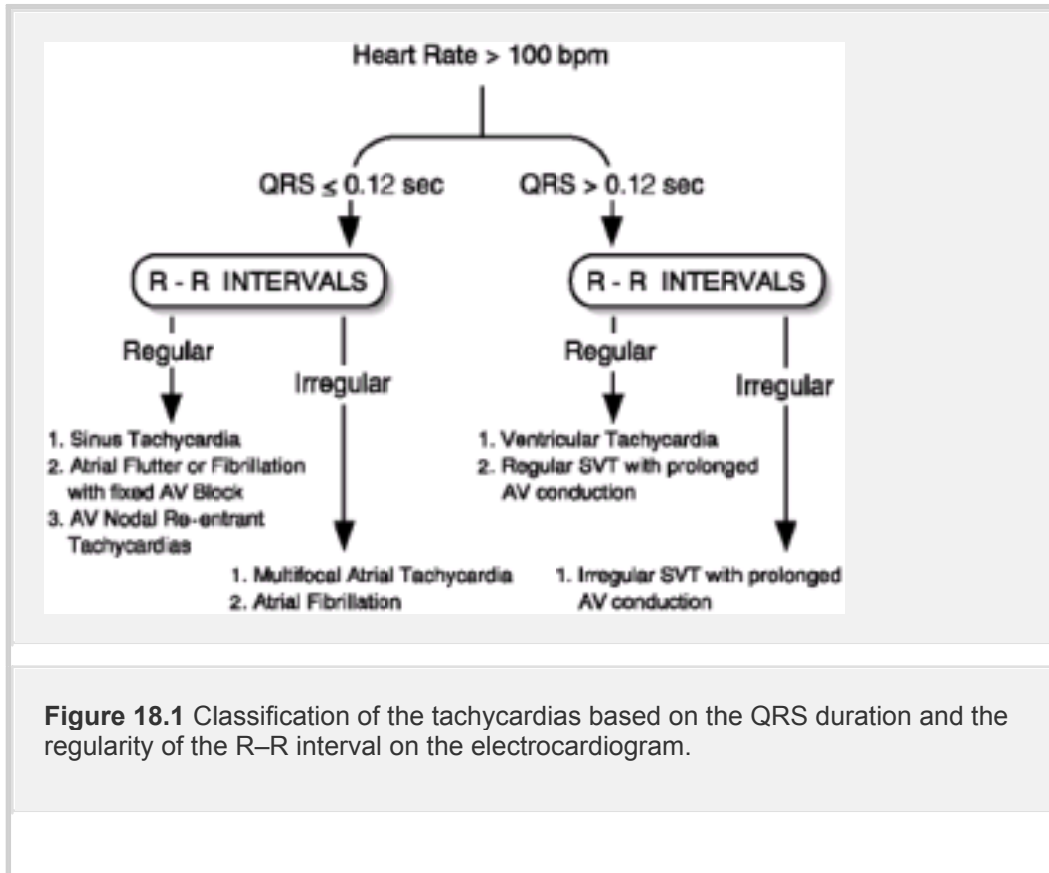 Heart Rate > 100 bpm
QRS ≤ 0.12 sec
QRS > 0.12 sec
R - R INTERVALS
R - R INTERVALS
Regular
Irregular
Regular
Irregular
1. Sinus Tachycardia
2. Atrial Flutter or Fibrillation
with fixed AV Block
3. AV Nodal Re-entrant
Tachycardias
1. Multifocal Atrial Tachycardia
2. Atrial Fibrillation
1. Ventricular Tachycardia
2. Regular SVT with prolonged
AV conduction
1. Irregular SVT with prolonged
AV conduction
Figure 18.1 Classification of the tachycardias based on the QRS duration and the
regularity of the R–R interval on the electrocardiogram.